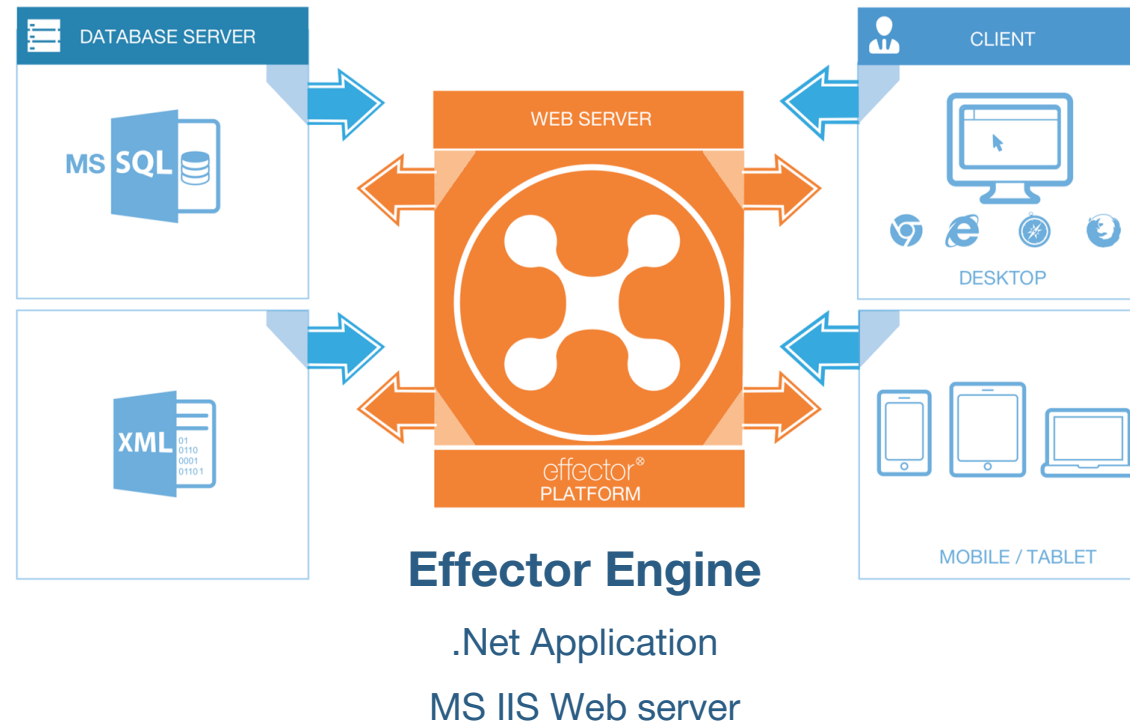 DATABASE SERVER
MS SQL
XML
01
0110
0001
01101
WEB SERVER
effector®
PLATFORM
CLIENT
DESKTOP
MOBILE / TABLET
Effector Engine
.Net Application
MS IIS Web server